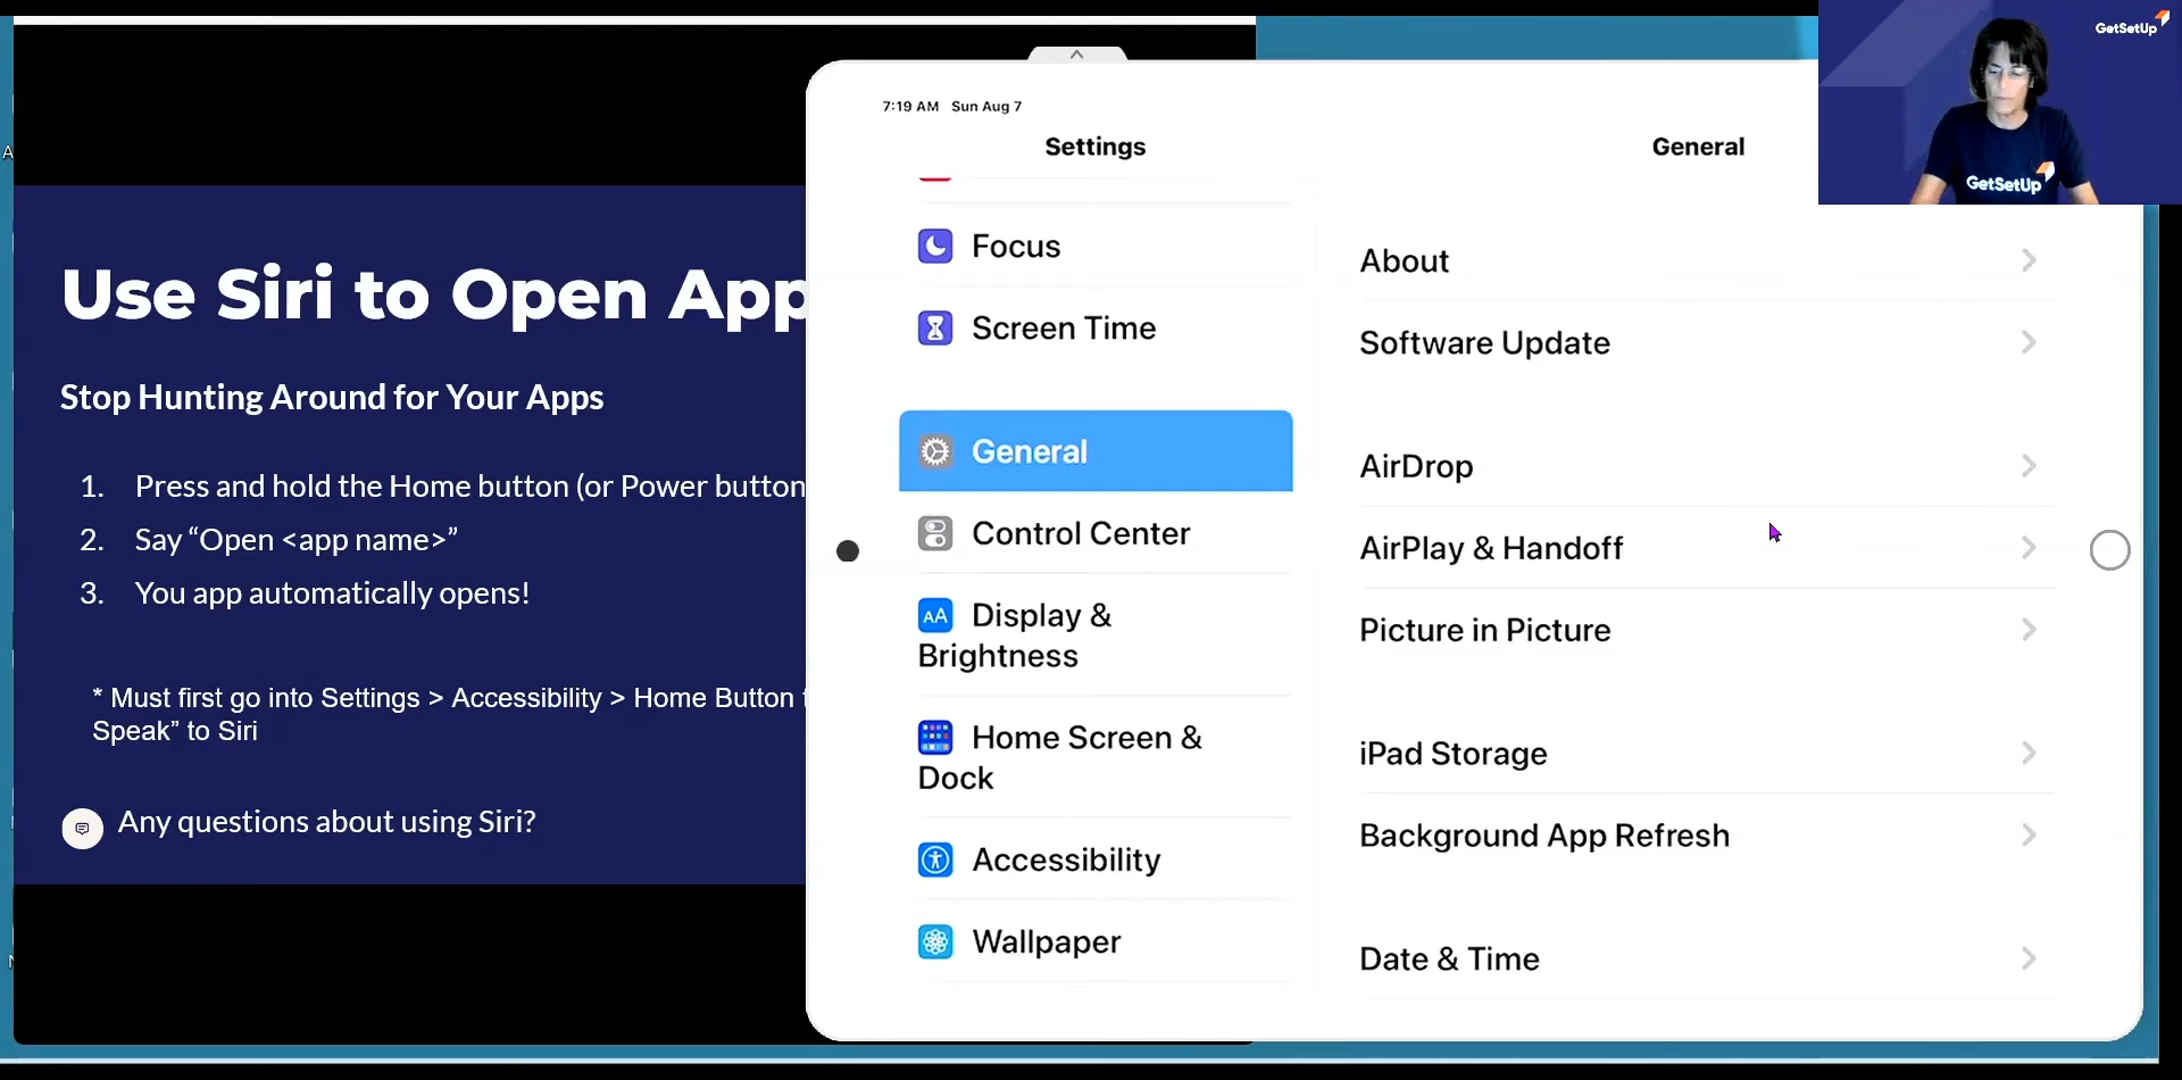 GetSetUp
GetSetUp
Use Siri to Open App
Stop Hunting Around for Your Apps
1. Press and hold the Home button (or Power button
2. Say “Open <app name>”
3. You app automatically opens!
* Must first go into Settings > Accessibility > Home Button
Speak” to Siri
Any questions about using Siri?
7:19 AM Sun Aug 7
Settings
Focus
Screen Time
General
Control Center
AA Display &
Brightness
Home Screen &
Dock
Accessibility
Wallpaper
General
About
Software Update
AirDrop
AirPlay & Handoff
Picture in Picture
iPad Storage
Background App Refresh
Date & Time